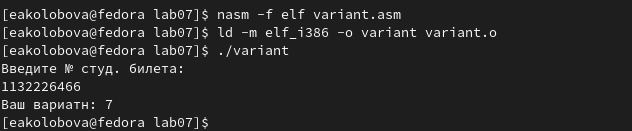 [eakolobova@fedora lab07]$ nasm -f elf variant.asm
[eakolobova@fedora lab07]$ ld -m elf_i386 -o variant variant.o
[eakolobova@fedora lab07]$ ./variant
Введите № студ. билета:
1132226466
Ваш вариатн: 7
[eakolobova@fedora lab07]$